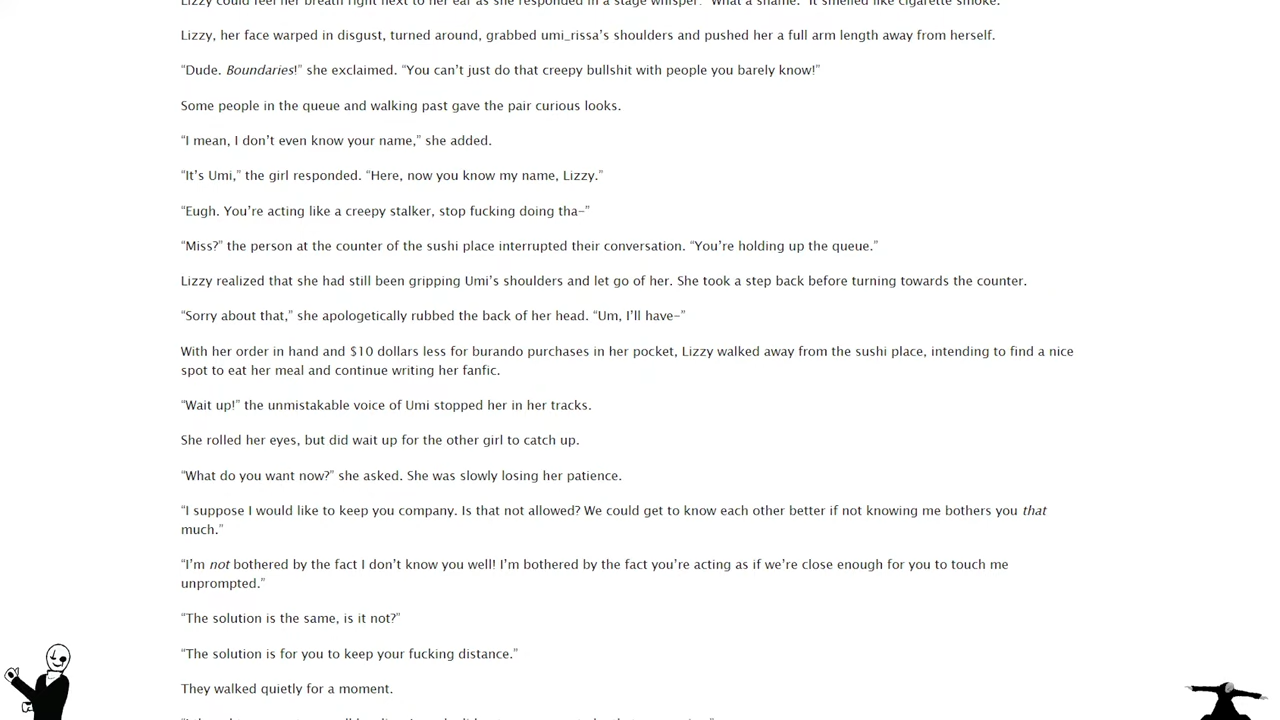 Lizzy could feel her breath right next to her ear as she responded in a stage whisper: “What a shame.” It smelled like cigarette smoke.
Lizzy, her face warped in disgust, turned around, grabbed umi_rissa’s shoulders and pushed her a full arm length away from herself.
“Dude. Boundaries!” she exclaimed. “You can’t just do that creepy bullshit with people you barely know!”
Some people in the queue and walking past gave the pair curious looks.
“I mean, I don’t even know your name,” she added.
“It’s Umi,” the girl responded. “Here, now you know my name, Lizzy.”
“Eugh. You’re acting like a creepy stalker, stop fucking doing tha–”
“Miss?” the person at the counter of the sushi place interrupted their conversation. “You’re holding up the queue.”
Lizzy realized that she had still been gripping Umi’s shoulders and let go of her. She took a step back before turning towards the counter.
“Sorry about that,” she apologetically rubbed the back of her head. “Um, I’ll have–”
With her order in hand and $10 dollars less for burando purchases in her pocket, Lizzy walked away from the sushi place, intending to find a nice
spot to eat her meal and continue writing her fanfic.
“Wait up!” the unmistakable voice of Umi stopped her in her tracks.
She rolled her eyes, but did wait up for the other girl to catch up.
“What do you want now?” she asked. She was slowly losing her patience.
“I suppose I would like to keep you company. Is that not allowed? We could get to know each other better if not knowing me bothers you that
much.”
“I’m not bothered by the fact I don’t know you well! I’m bothered by the fact you’re acting as if we’re close enough for you to touch me
unprompted.”
“The solution is the same, is it not?”
“The solution is for you to keep your fucking distance.”
They walked quietly for a moment.